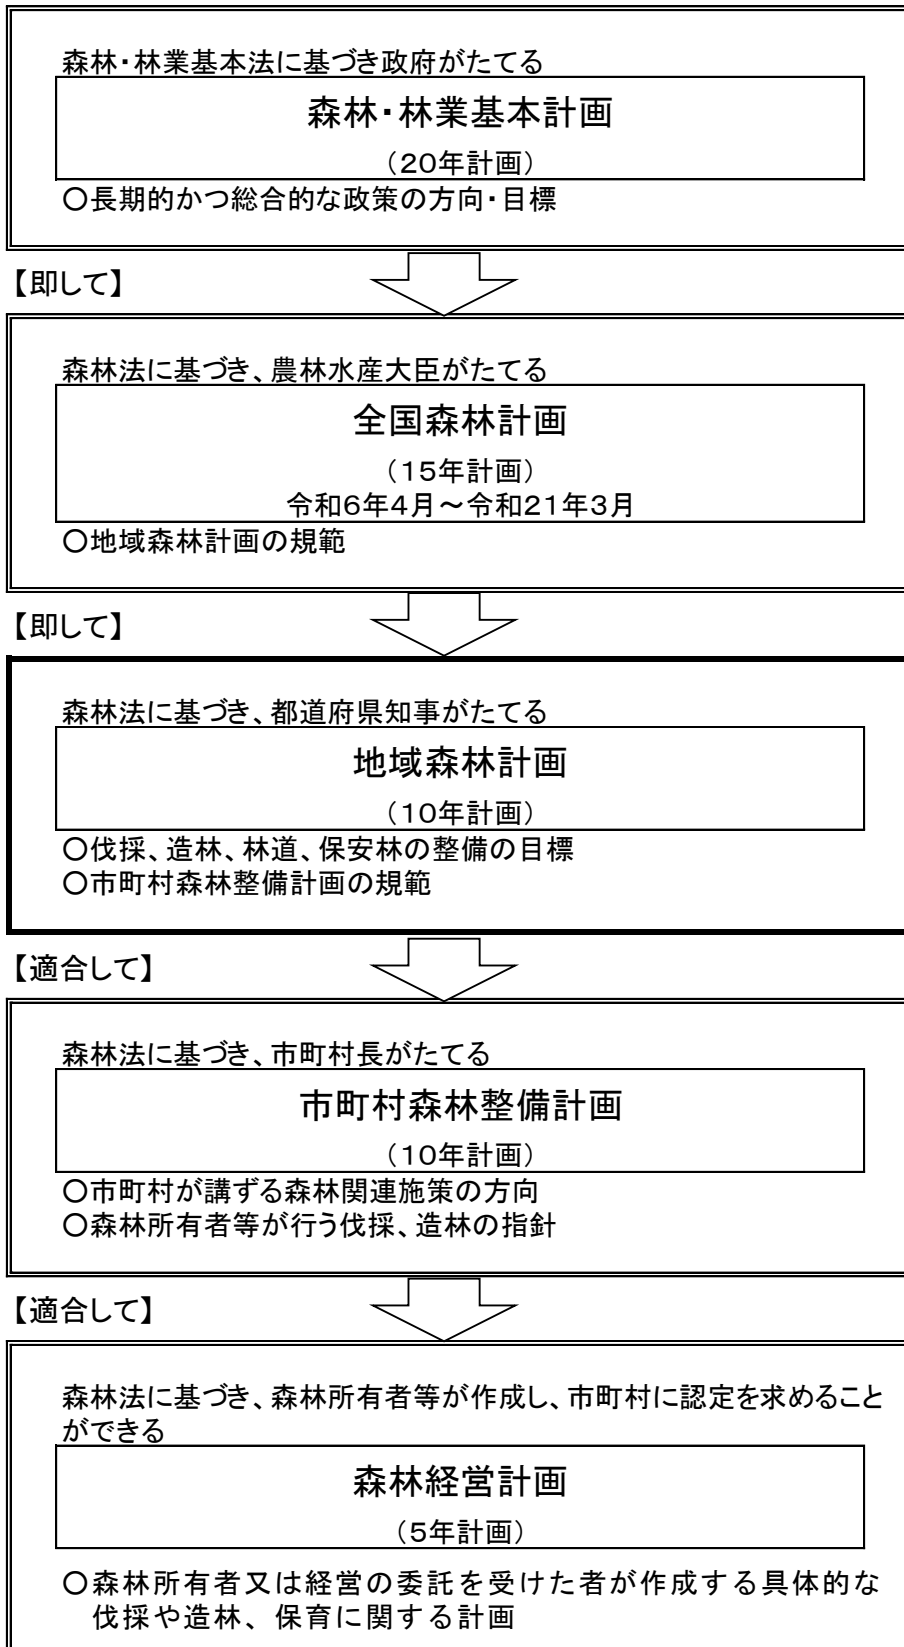 森林・林業基本法に基づき政府がたてる
森林・林業基本計画
（20年計画）
○長期的かつ総合的な政策の方向・目標
【即して】
森林法に基づき、農林水産大臣がたてる
全国森林計画
（15年計画）
令和6年4月～令和21年3月
○地域森林計画の規範
【即して】
森林法に基づき、都道府県知事がたてる
地域森林計画
（10年計画）
○伐採、造林、林道、保安林の整備の目標
○市町村森林整備計画の規範
【適合して】
森林法に基づき、市町村長がたてる
市町村森林整備計画
（10年計画）
○市町村が講ずる森林関連施策の方向
○森林所有者等が行う伐採、造林の指針
【適合して】
森林法に基づき、森林所有者等が作成し、市町村に認定を求めること
ができる
森林経営計画
（5年計画）
○森林所有者又は経営の委託を受けた者が作成する具体的な
伐採や造林、保育に関する計画